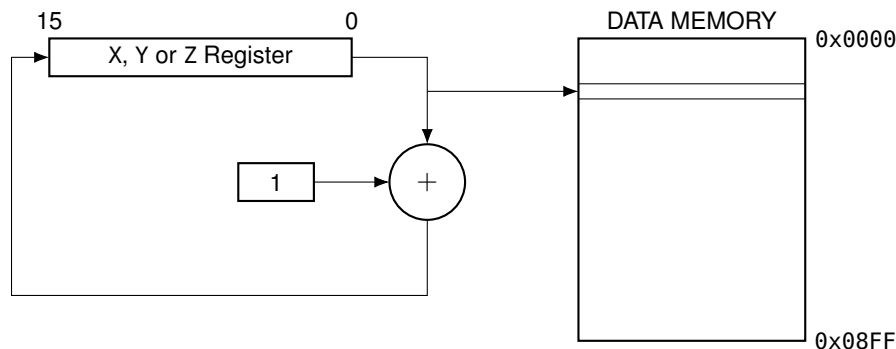 15 0 DATA MEMORY
0x0000
X, Y or Z Register
1 +
0x08FF